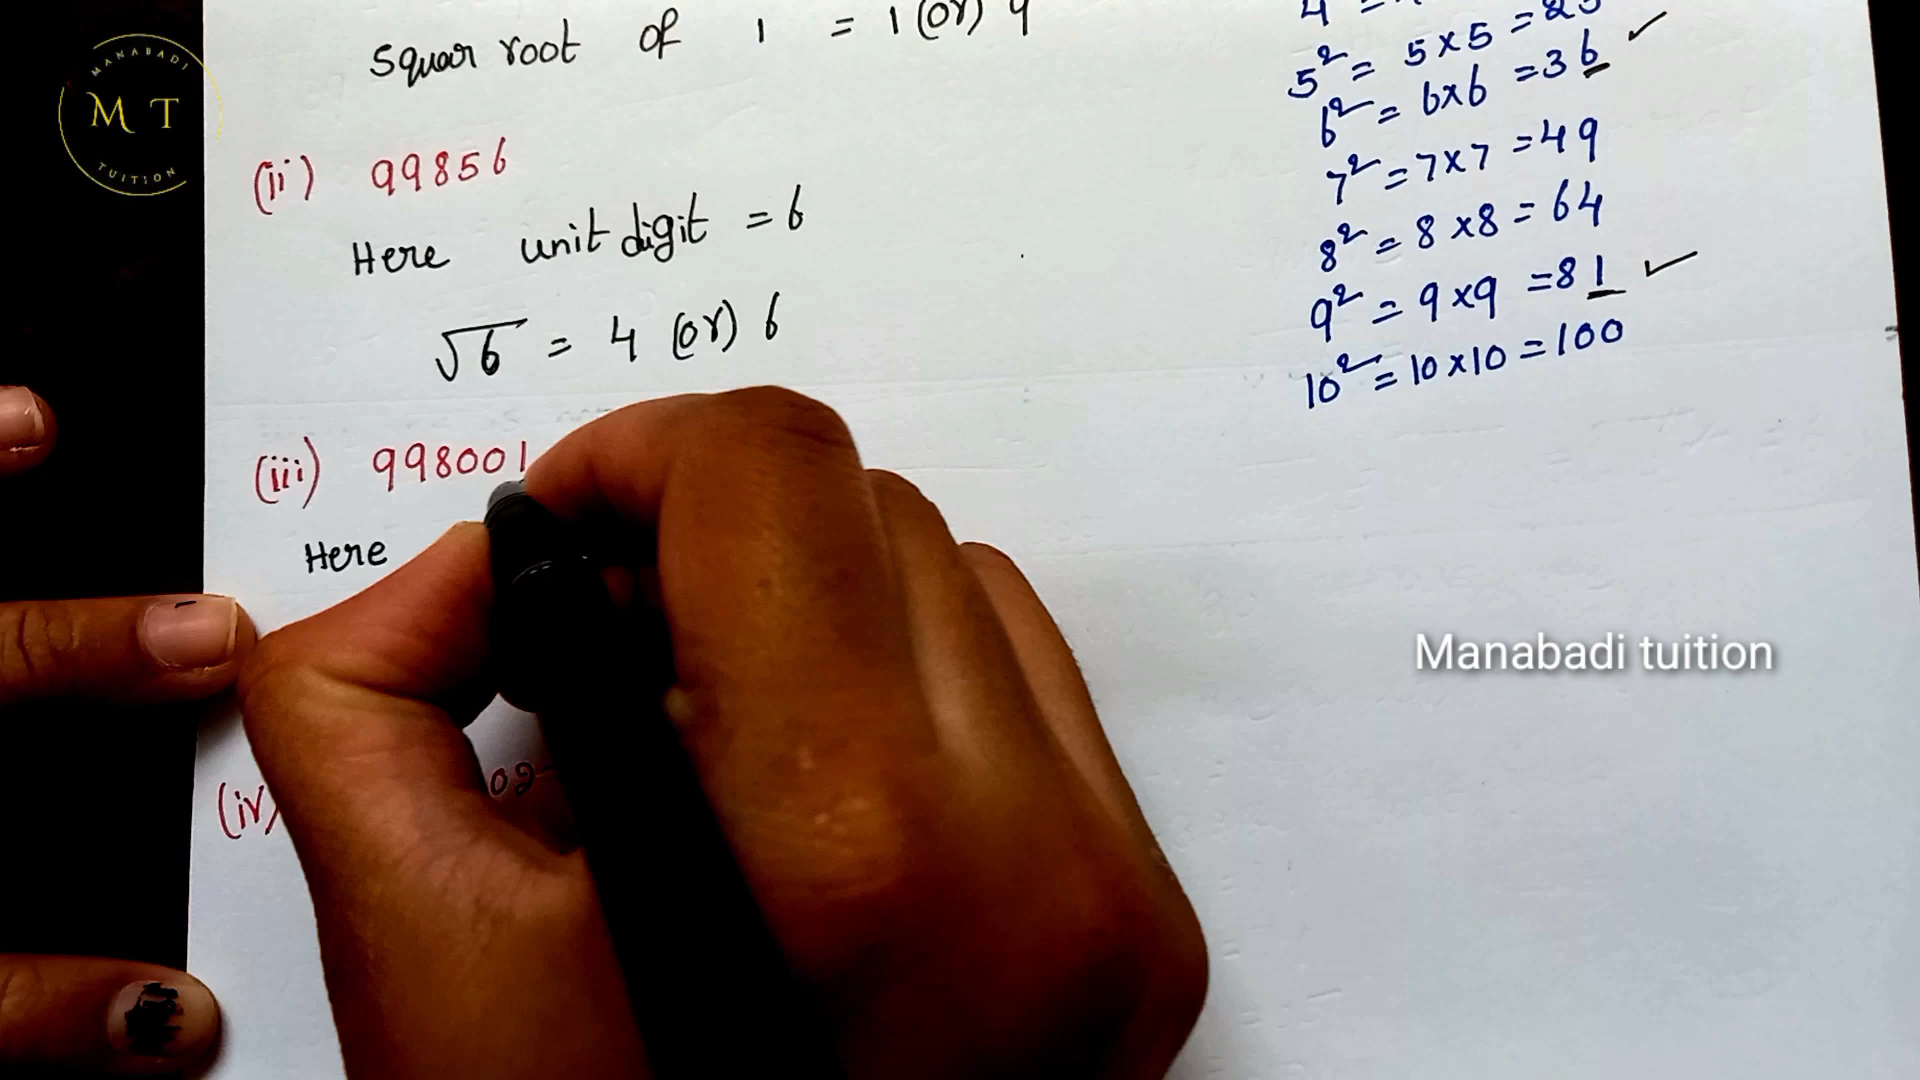 MANABADI
MT
TUITION
Squar root of 1 = 1 (or) 9
(ii) 99856
Here unit digit = 6
√6 = 4 (or) 6
(iii) 998001
Here
(iv)
5² = 5×5 = 25
6² = 6×6 = 36
7² = 7×7 = 49
8² = 8×8 = 64
9² = 9×9 = 81
10² = 10×10 = 100
Manabadi tuition